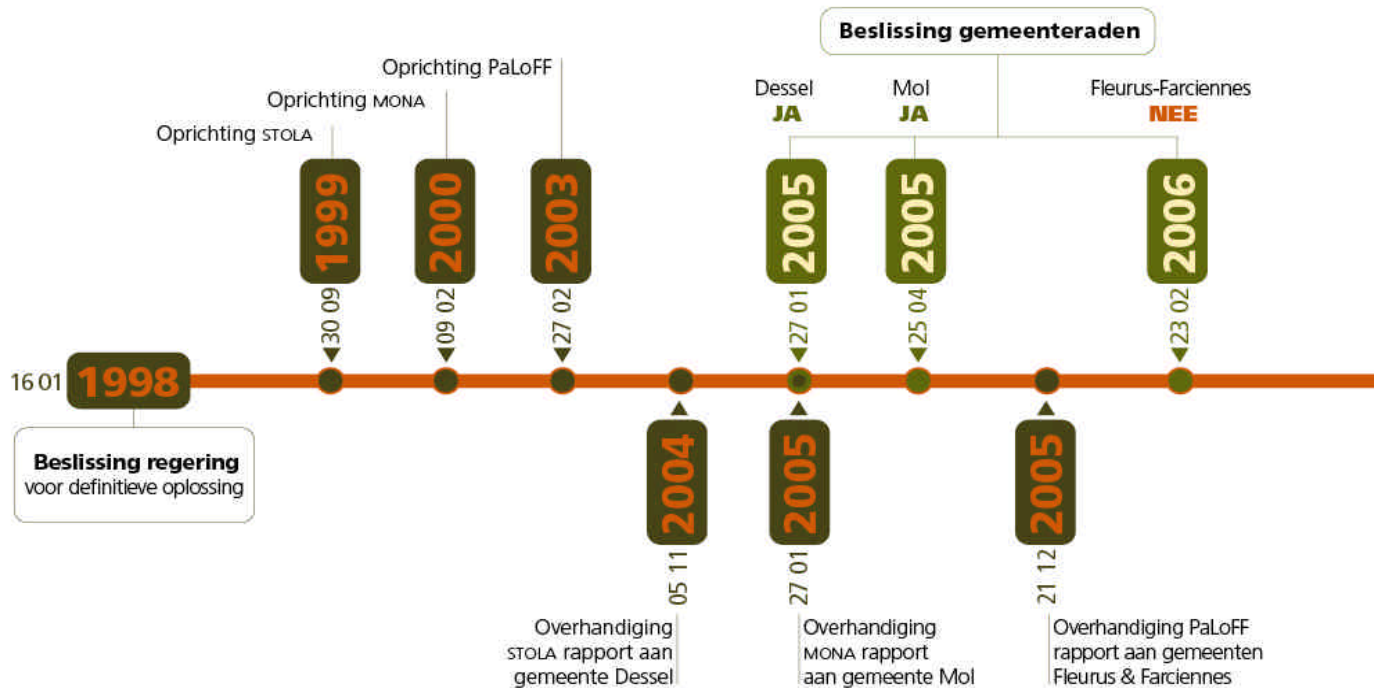 Beslissing gemeenteraden
Oprichting PaLoFF
Oprichting MONA
Oprichting STOLA
Dessel
JA
Mol
JA
Fleurus-Farciennes
NEE
1999
2000
2003
2005
2005
2006
30 09
09 02
27 02
27 01
25 04
23 02
16 01
1998
Beslissing regering
voor definitieve oplossing
2004
2005
2005
05 11
27 01
21 12
Overhandiging
STOLA rapport aan
gemeente Dessel
Overhandiging
MONA rapport
aan gemeente Mol
Overhandiging PaLoFF
rapport aan gemeenten
Fleurus & Farciennes